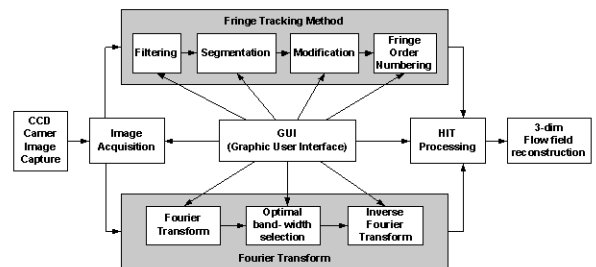 Fringe Tracking Method
Filtering
Segmentation
Modification
Fringe
Order
Numbering
CCD
Camer
Image
Capture
Image
Acquisition
GUI
(Graphic User Interface)
HIT
Processing
3-dim
Flow field
reconstruction
Fourier
Transform
Optimal
band- width
selection
Inverse
Fourier
Transform
Fourier Transform